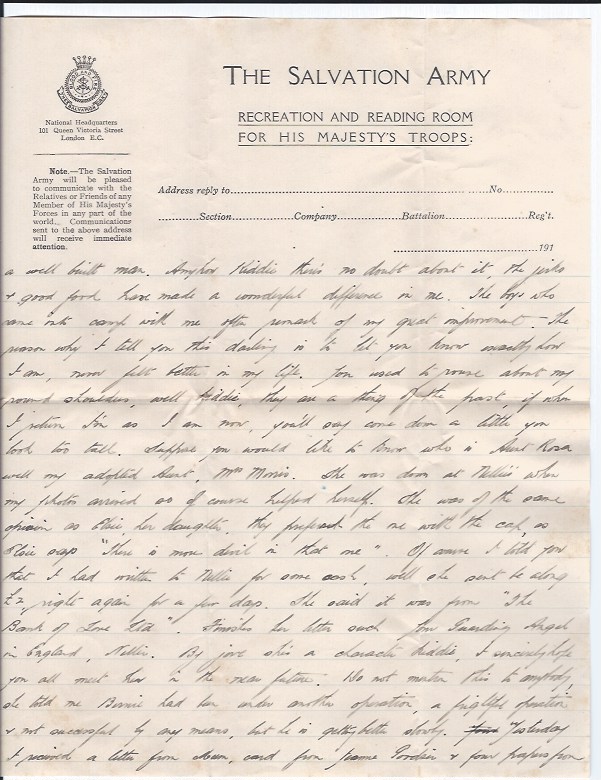 THE SALVATION ARMY
RECREATION AND READING ROOM
FOR HIS MAJESTY'S TROOPS:
BLOOD AND FIRE
THE SALVATION ARMY
National Headquarters
101 Queen Victoria Street
London E.C.
Note.—The Salvation
Army will be pleased
to communicate with the
Relatives or Friends of any
Member of His Majesty's
Forces in any part of the
world. Communications
sent to the above address
will receive immediate
attention.
Address reply to.............No.............
.............Section.............Company.............Battalion.............Reg't.
.............191
a well built man. Anyhow Kiddie there's no doubt about it, the jerks
& good food have made a wonderful difference in me. The boys who
came into camp with me often remark of my great improvement. The
reason why I tell you this darling is to let you know exactly how
I am, never felt better in my life. You used to rouse about my
round shoulders, well Kiddie, they are a thing of the past, if when
I return I'm as I am now, you'll say come down a little you
look too tall. Suppose you would like to know who is Aunt Rosa
well my adopted Aunt, Mrs Morris. She was down at Nellie's when
my photos arrived so of course helped herself. She was of the same
opinion as Elsie, her daughter, they the one with the cap, as
Elsie says "There is more devil in that one". Of course I told you
that I had written to Nellie for some cash, well she sent me along
£2, right again for a few days. She said it was from "The
Bank of Love Ltd". Finishes her letter such Your Guardian Angel
in England, Nellie. By jove she's a character Kiddie, I sincerely hope
you all meet her in the near future. Do not mention this to anybody
she told me had her under another operation, a frightful operation
& not successful by any means, but he is getting better slowly. Yesterday
I received a letter from Mum, card from & four papers from